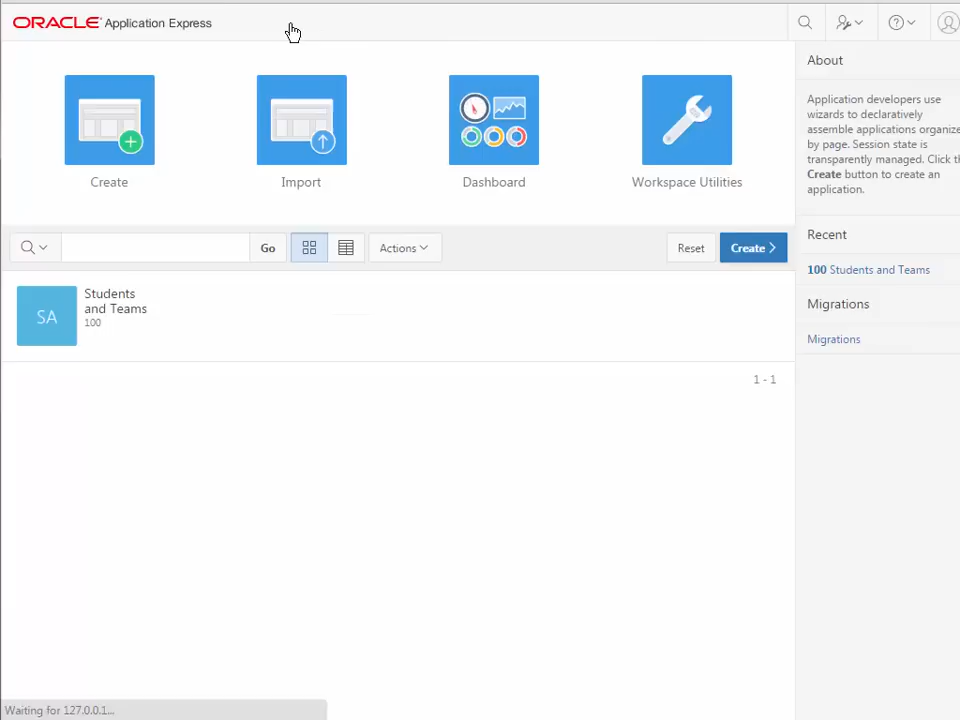 ORACLE Application Express
Create
Import
Dashboard
Workspace Utilities
Go
Actions
Reset
Create
SA
Students
and Teams
100
1 - 1
About
Application developers use
wizards to declaratively
assemble applications organize
by page. Session state is
transparently managed. Click th
Create button to create an
application.
Recent
100 Students and Teams
Migrations
Migrations
Waiting for 127.0.0.1...